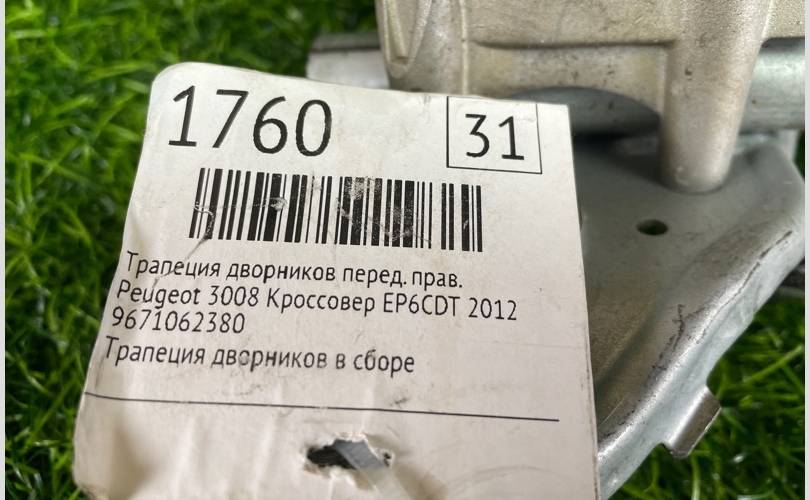 1760
31
Трапеция дворников перед. прав.
Peugeot 3008 Кроссовер EP6CDT 2012
9671062380
Трапеция дворников в сборе